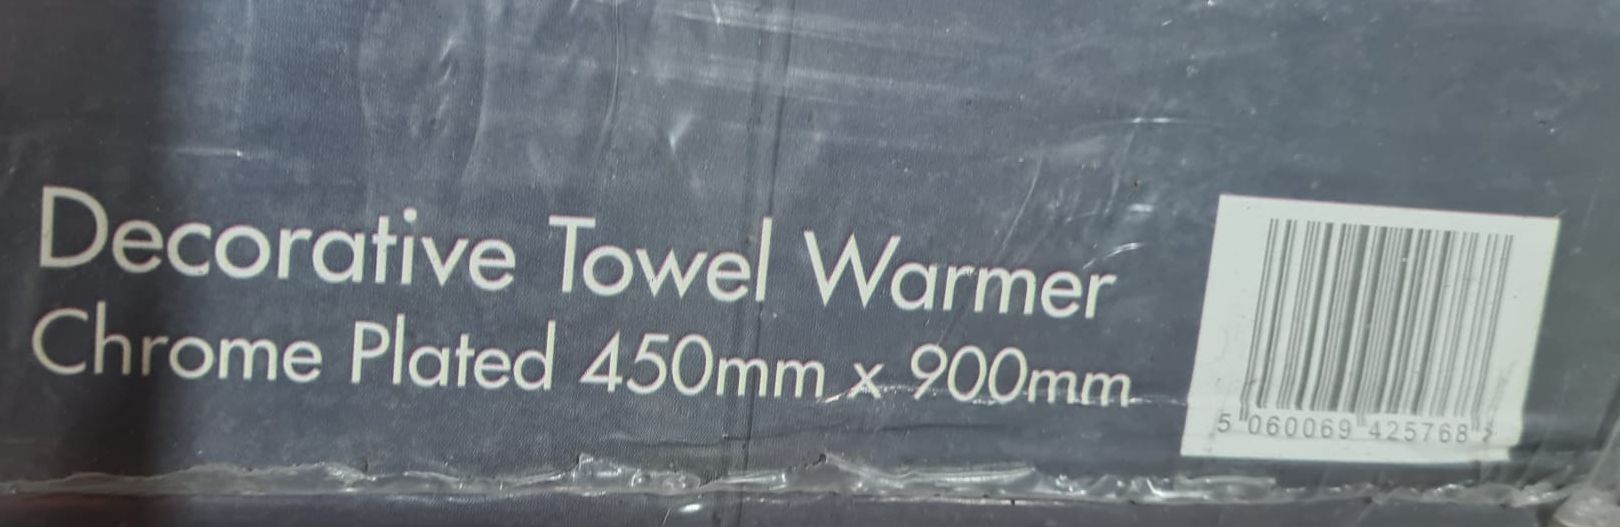 Decorative Towel Warmer
Chrome Plated 450mm x 900mm
5 060069 425768 >